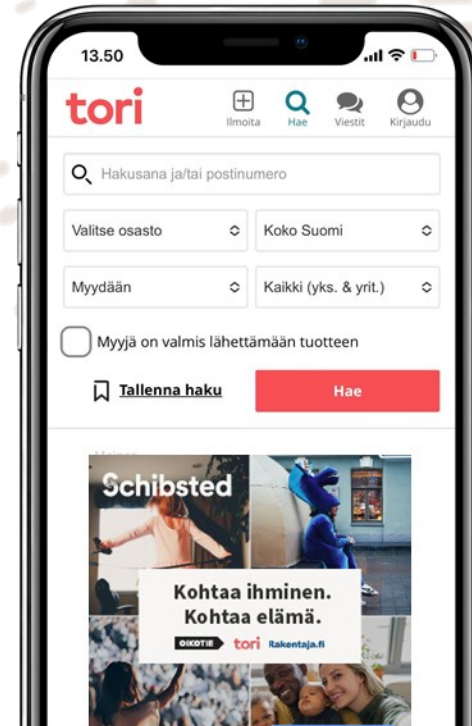 13.50
tori
Ilmoita
Hae
Viestit
Kirjaudu
Hakusana ja/tai postinumero
Valitse osasto
Koko Suomi
Myydään
Kaikki (yks. & yrit.)
Myyjä on valmis lähettämään tuotteen
Tallenna haku
Hae
Mainos
Schibsted
Kohtaa ihminen.
Kohtaa elämä.
OIKOTIE tori Rakentaja.fi